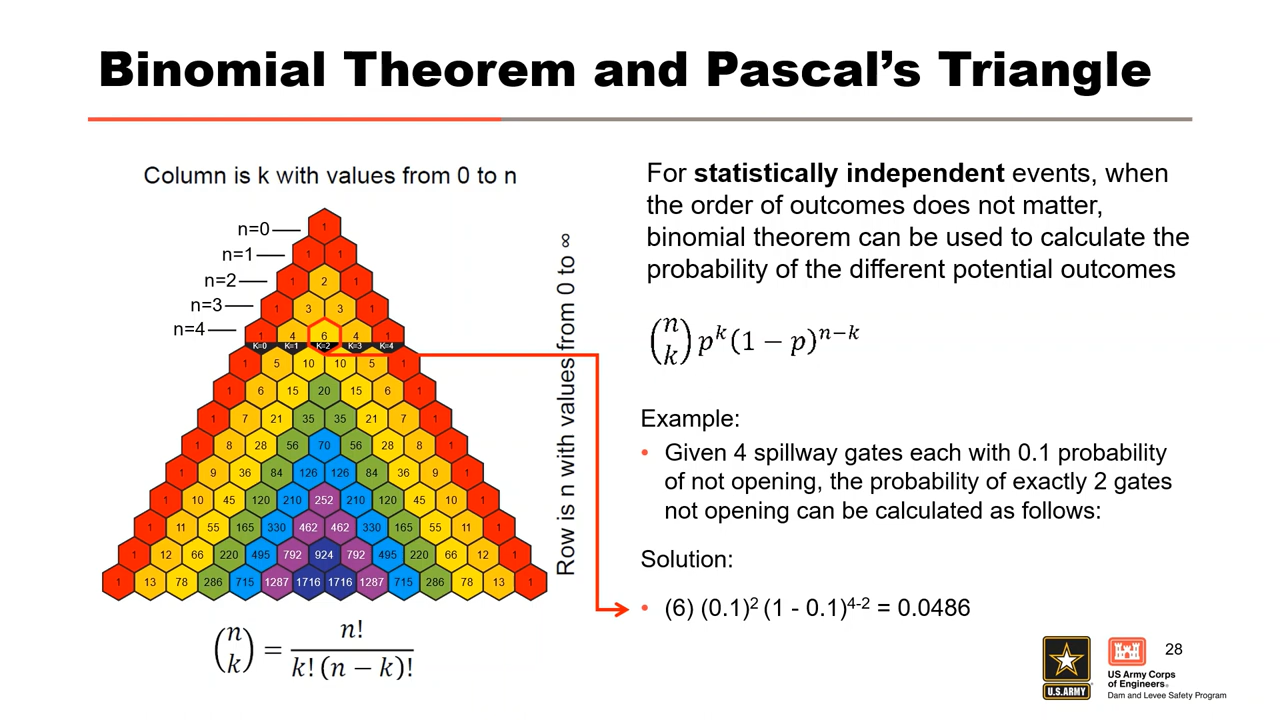 Binomial Theorem and Pascal's Triangle
Column is k with values from 0 to n
n=0
1
n=1
1 1
n=2
1 2 1
n=3
1 3 3 1
n=4
1 4 6 4 1
K=0 K=1 K=2 K=3 K=4
1 5 10 10 5 1
1 6 15 20 15 6 1
1 7 21 35 35 21 7 1
1 8 28 56 70 56 28 8 1
1 9 36 84 126 126 84 36 9 1
1 10 45 120 210 252 210 120 45 10 1
1 11 55 165 330 462 462 330 165 55 11 1
1 12 66 220 495 792 924 792 495 220 66 12 1
1 13 78 286 715 1287 1716 1716 1287 715 286 78 13 1
Row is n with values from 0 to ∞
(n k) = n! / k! (n − k)!
For statistically independent events, when
the order of outcomes does not matter,
binomial theorem can be used to calculate the
probability of the different potential outcomes
(n k) p^k (1 − p)^n−k
Example:
• Given 4 spillway gates each with 0.1 probability
of not opening, the probability of exactly 2 gates
not opening can be calculated as follows:
Solution:
• (6) (0.1)² (1 - 0.1)⁴⁻² = 0.0486
28
U.S.ARMY
US Army Corps
of Engineers®
Dam and Levee Safety Program